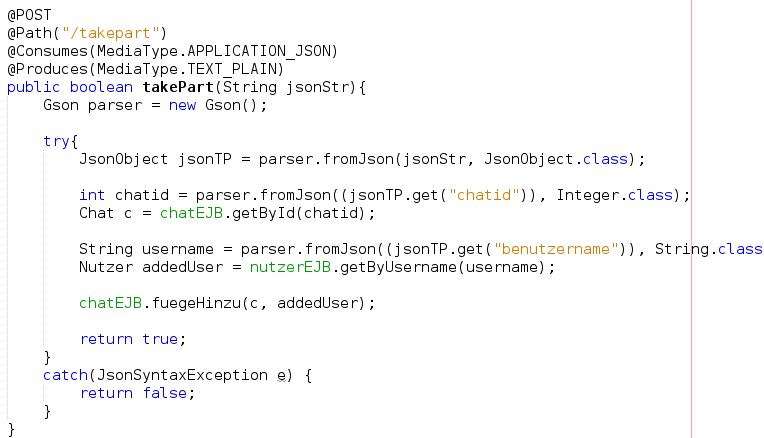 @POST
@Path("/takepart")
@Consumes(MediaType.APPLICATION_JSON)
@Produces(MediaType.TEXT_PLAIN)
public boolean takePart(String jsonStr){
    Gson parser = new Gson();
    try{
        JsonObject jsonTP = parser.fromJson(jsonStr, JsonObject.class);
        int chatid = parser.fromJson((jsonTP.get("chatid")), Integer.class);
        Chat c = chatEJB.getById(chatid);
        String username = parser.fromJson((jsonTP.get("benutzername")), String.class
        Nutzer addedUser = nutzerEJB.getByUsername(username);
        chatEJB.fuegeHinzu(c, addedUser);
        return true;
    }
    catch(JsonSyntaxException e) {
        return false;
    }
}